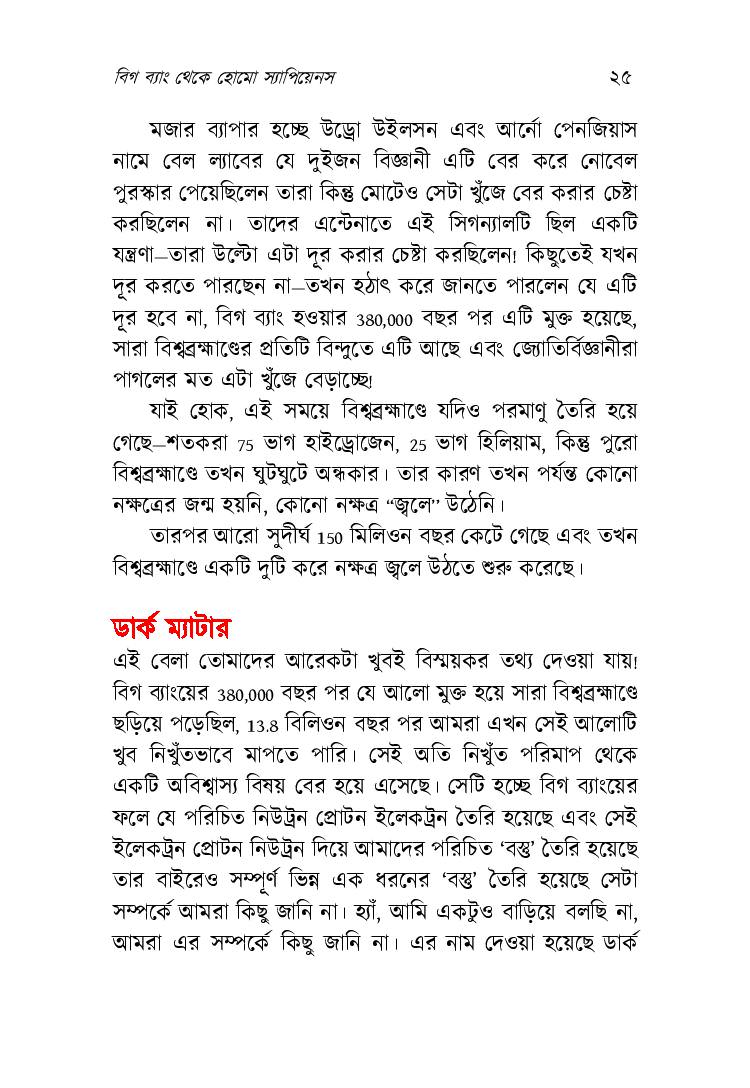 বিগ ব্যাং থেকে হোমো স্যাপিয়েনস ২৫
মজার ব্যাপার হচ্ছে উড্রো উইলসন এবং আর্নো পেনজিয়াস
নামে বেল ল্যাবের যে দুইজন বিজ্ঞানী এটি বের করে নোবেল
পুরস্কার পেয়েছিলেন তারা কিন্তু মোটেও সেটা খুঁজে বের করার চেষ্টা
করছিলেন না। তাদের এন্টেনাতে এই সিগন্যালটি ছিল একটি
যন্ত্রণা—তারা উল্টো এটা দূর করার চেষ্টা করছিলেন! কিছুতেই যখন
দূর করতে পারছেন না—তখন হঠাৎ করে জানতে পারলেন যে এটি
দূর হবে না, বিগ ব্যাং হওয়ার 380,000 বছর পর এটি মুক্ত হয়েছে,
সারা বিশ্বব্রহ্মাণ্ডের প্রতিটি বিন্দুতে এটি আছে এবং জ্যোতির্বিজ্ঞানীরা
পাগলের মত এটা খুঁজে বেড়াচ্ছে!
যাই হোক, এই সময়ে বিশ্বব্রহ্মাণ্ডে যদিও পরমাণু তৈরি হয়ে
গেছে—শতকরা 75 ভাগ হাইড্রোজেন, 25 ভাগ হিলিয়াম, কিন্তু পুরো
বিশ্বব্রহ্মাণ্ডে তখন ঘুটঘুটে অন্ধকার। তার কারণ তখন পর্যন্ত কোনো
নক্ষত্রের জন্ম হয়নি, কোনো নক্ষত্র “জ্বলে” উঠেনি।
তারপর আরো সুদীর্ঘ 150 মিলিওন বছর কেটে গেছে এবং তখন
বিশ্বব্রহ্মাণ্ডে একটি দুটি করে নক্ষত্র জ্বলে উঠতে শুরু করেছে।
ডার্ক ম্যাটার
এই বেলা তোমাদের আরেকটা খুবই বিস্ময়কর তথ্য দেওয়া যায়!
বিগ ব্যাংয়ের 380,000 বছর পর যে আলো মুক্ত হয়ে সারা বিশ্বব্রহ্মাণ্ডে
ছড়িয়ে পড়েছিল, 13.8 বিলিওন বছর পর আমরা এখন সেই আলোটি
খুব নিখুঁতভাবে মাপতে পারি। সেই অতি নিখুঁত পরিমাপ থেকে
একটি অবিশ্বাস্য বিষয় বের হয়ে এসেছে। সেটি হচ্ছে বিগ ব্যাংয়ের
ফলে যে পরিচিত নিউট্রন প্রোটন ইলেকট্রন তৈরি হয়েছে এবং সেই
ইলেকট্রন প্রোটন নিউট্রন দিয়ে আমাদের পরিচিত ‘বস্তু’ তৈরি হয়েছে
তার বাইরেও সম্পূর্ণ ভিন্ন এক ধরনের ‘বস্তু’ তৈরি হয়েছে সেটা
সম্পর্কে আমরা কিছু জানি না। হ্যাঁ, আমি একটুও বাড়িয়ে বলছি না,
আমরা এর সম্পর্কে কিছু জানি না। এর নাম দেওয়া হয়েছে ডার্ক